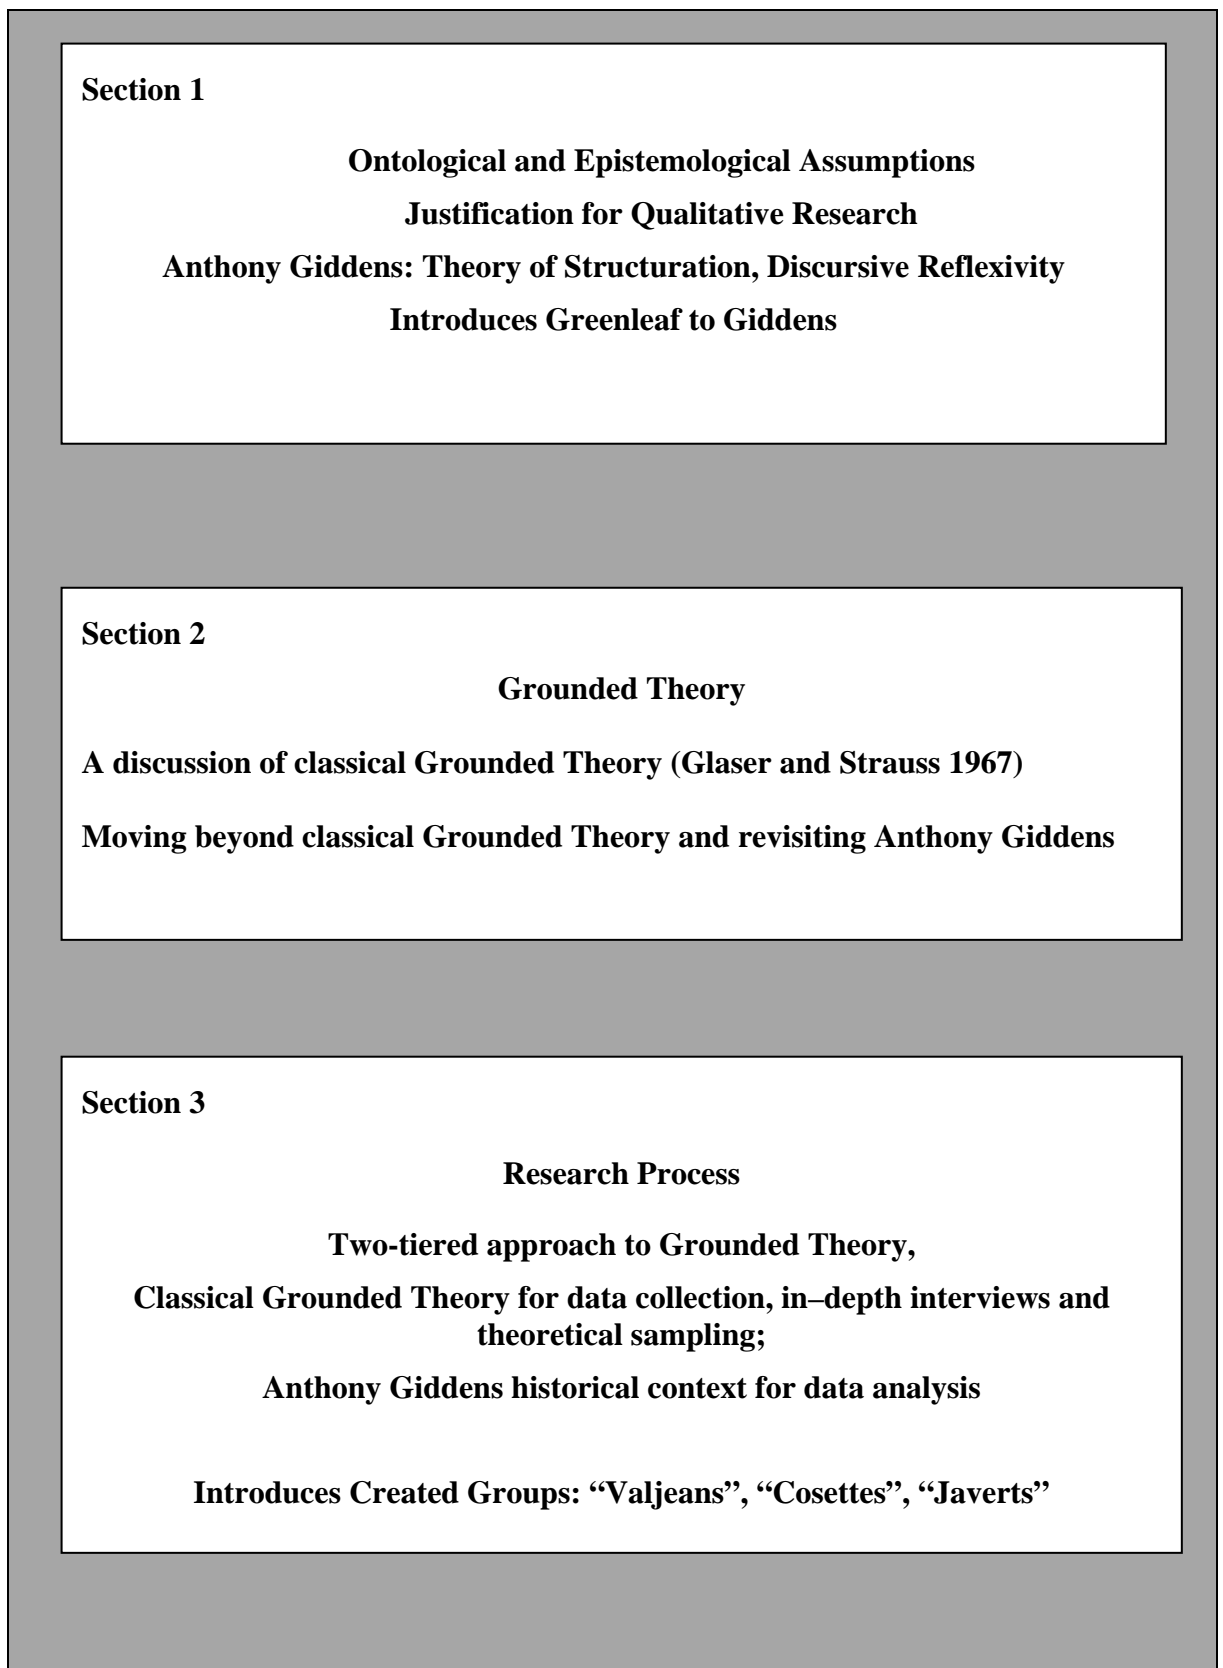 Section 1
Ontological and Epistemological Assumptions
Justification for Qualitative Research
Anthony Giddens: Theory of Structuration, Discursive Reflexivity
Introduces Greenleaf to Giddens
Section 2
Grounded Theory
A discussion of classical Grounded Theory (Glaser and Strauss 1967)
Moving beyond classical Grounded Theory and revisiting Anthony Giddens
Section 3
Research Process
Two-tiered approach to Grounded Theory,
Classical Grounded Theory for data collection, in–depth interviews and
theoretical sampling;
Anthony Giddens historical context for data analysis
Introduces Created Groups: “Valjeans”, “Cosettes”, “Javerts”